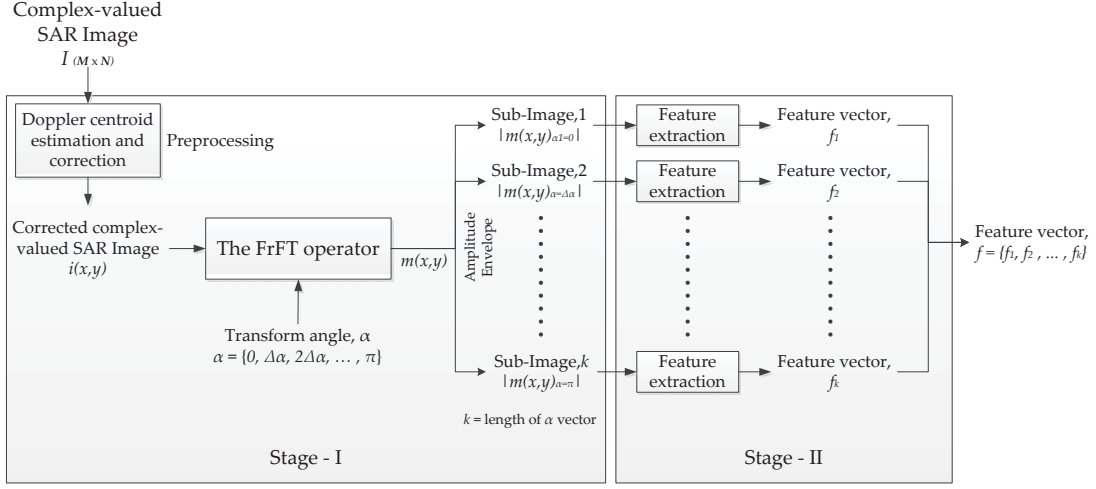 Complex-valued
SAR Image
I (M x N)
Doppler centroid
estimation and
correction
Preprocessing
Corrected complex-
valued SAR Image
i(x,y)
The FrFT operator
m(x,y)
Transform angle, α
α = {0, Δα, 2Δα, … , π}
Amplitude
Envelope
Sub-Image,1
|m(x,y)α1=0|
Sub-Image,2
|m(x,y)α=Δα|
Sub-Image,k
|m(x,y)α=π|
k = length of α vector
Stage - I
Feature
extraction
Feature vector,
f1
Feature
extraction
Feature vector,
f2
Feature
extraction
Feature vector,
fk
Stage - II
Feature vector,
f = {f1, f2 , ... , fk}